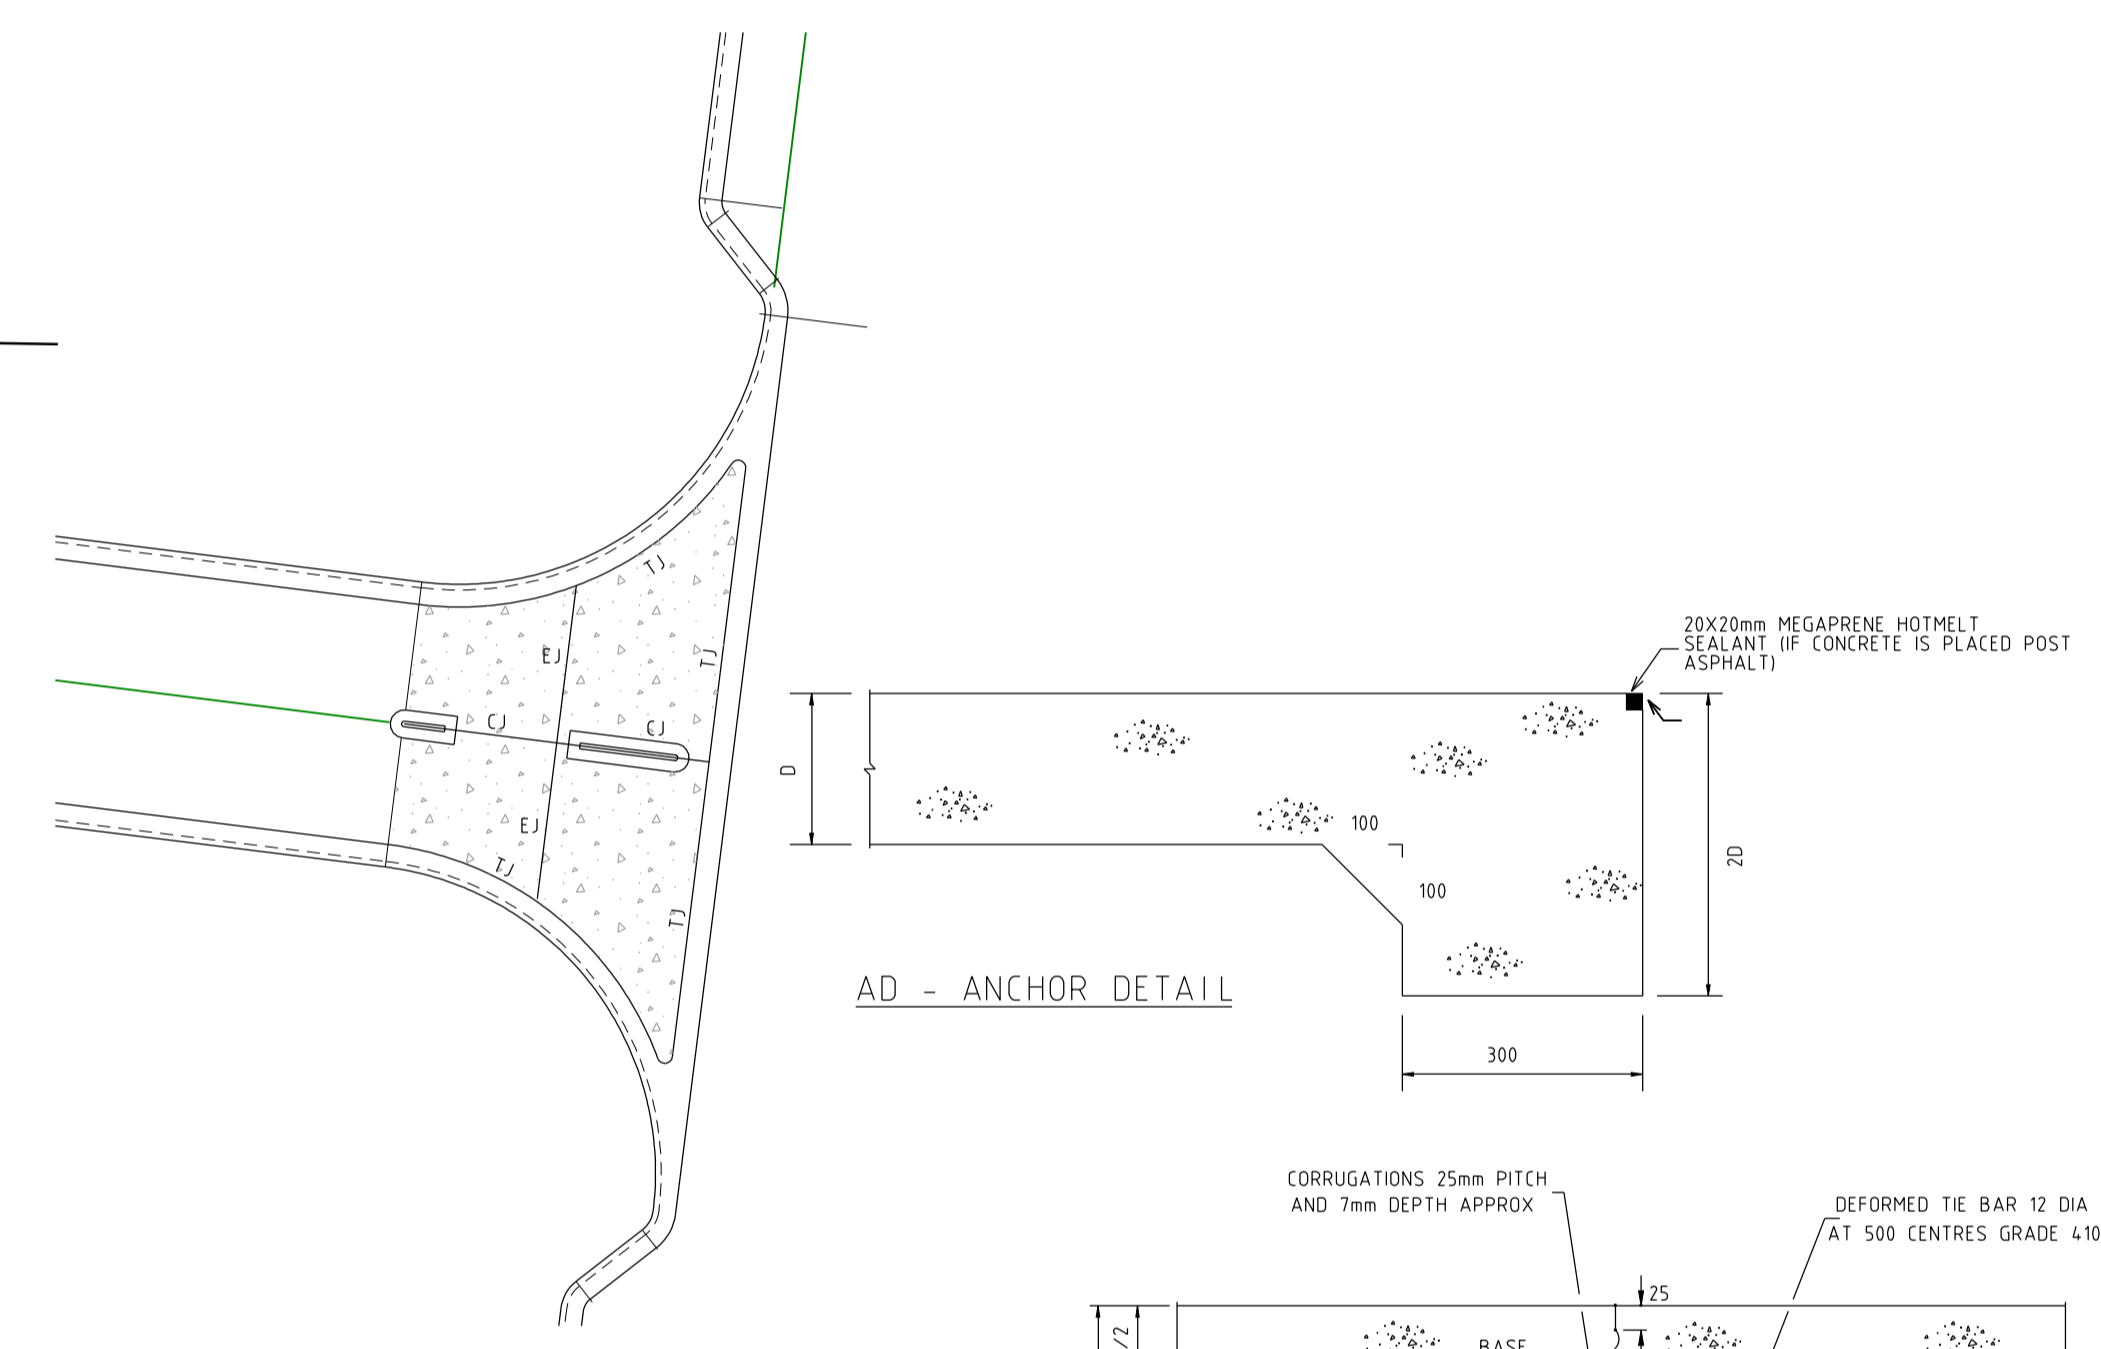 TJ
EJ
TJ
CJ
CJ
EJ
TJ
TJ
20X20mm MEGAPRENE HOTMELT
SEALANT (IF CONCRETE IS PLACED POST
ASPHALT)
D
100
100
2D
AD - ANCHOR DETAIL
300
CORRUGATIONS 25mm PITCH
AND 7mm DEPTH APPROX
DEFORMED TIE BAR 12 DIA
AT 500 CENTRES GRADE 410
25
/2
BASE